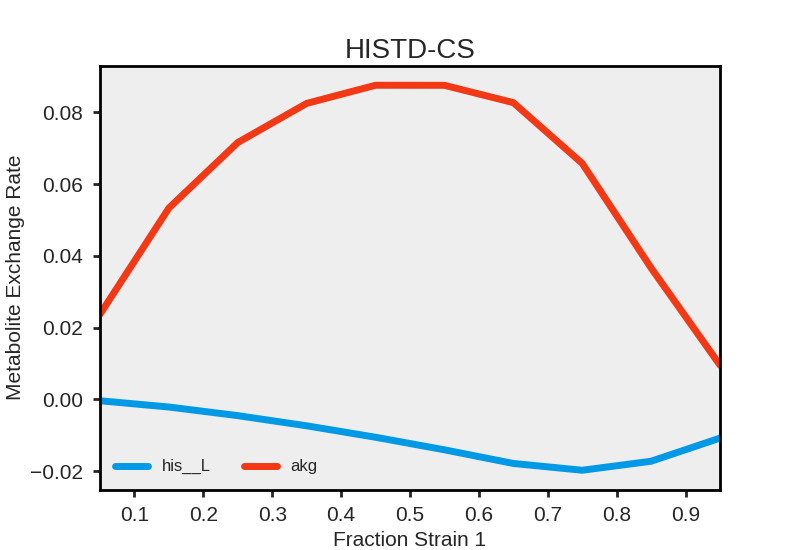 HISTD-CS
Metabolite Exchange Rate
0.08
0.06
0.04
0.02
0.00
−0.02
his__L akg
0.1 0.2 0.3 0.4 0.5 0.6 0.7 0.8 0.9
Fraction Strain 1